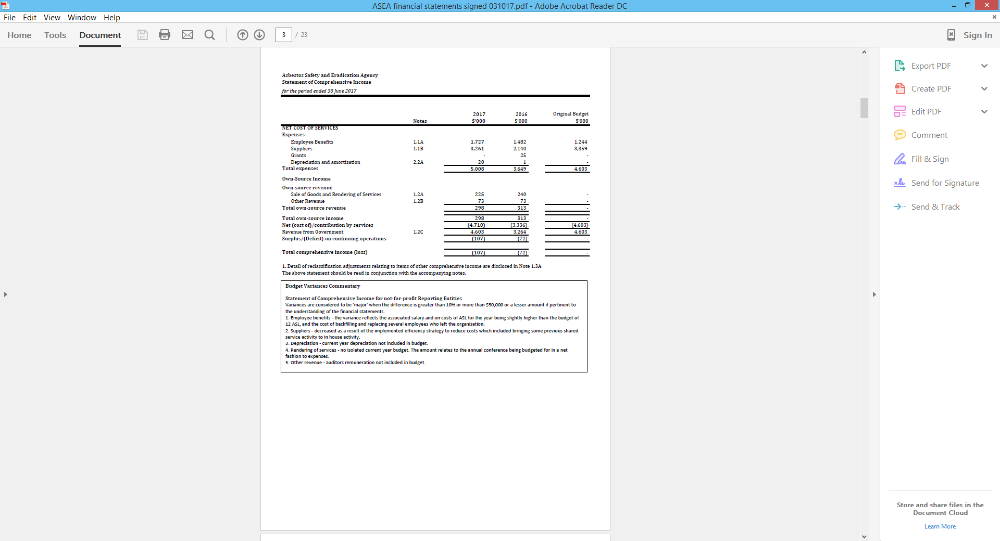 ASEA financial statements signed 031017.pdf - Adobe Acrobat Reader DC
File Edit View Window Help
Home Tools Document 3 / 23 Sign In
Asbestos Safety and Eradication Agency
Statement of Comprehensive Income
for the period ended 30 June 2017
2017 2016 Original Budget
Notes $'000 $'000 $'000
NET COST OF SERVICES
Expenses
Employee Benefits 1.1A 1,727 1,482 1,244
Suppliers 1.1B 3,261 2,140 3,359
Grants - 25 -
Depreciation and amortisation 2.2A 20 1 -
Total expenses 5,008 3,649 4,603
Own-Source Income
Own-source revenue
Sale of Goods and Rendering of Services 1.2A 225 240 -
Other Revenue 1.2B 73 73 -
Total own-source revenue 298 313 -
Total own-source income 298 313 -
Net (cost of)/contribution by services (4,710) (3,336) (4,603)
Revenue from Government 1.2C 4,603 3,264 4,603
Surplus/(Deficit) on continuing operations (107) (72) -
Total comprehensive income (loss) (107) (72) -
1. Detail of reclassification adjustments relating to items of other comprehensive income are disclosed in Note 1.3A
The above statement should be read in conjunction with the accompanying notes.
Budget Variances Commentary
Statement of Comprehensive Income for not-for-profit Reporting Entities
Variances are considered to be 'major' when the difference is greater than 10% or more than $50,000 or a lesser amount if pertinent to
the understanding of the financial statements.
1. Employee benefits - the variance reflects the associated salary and on costs of ASL for the year being slightly higher than the budget of
12 ASL, and the cost of backfilling and replacing several employees who left the organisation.
2. Suppliers - decreased as a result of the implemented efficiency strategy to reduce costs which included bringing some previous shared
service activity to in house activity.
3. Depreciation - current year depreciation not included in budget.
4. Rendering of services - no isolated current year budget. The amount relates to the annual conference being budgeted for in a net
fashion to expenses.
5. Other revenue - auditors remuneration not included in budget.
Export PDF
Create PDF
Edit PDF
Comment
Fill & Sign
Send for Signature
Send & Track
Store and share files in the
Document Cloud
Learn More